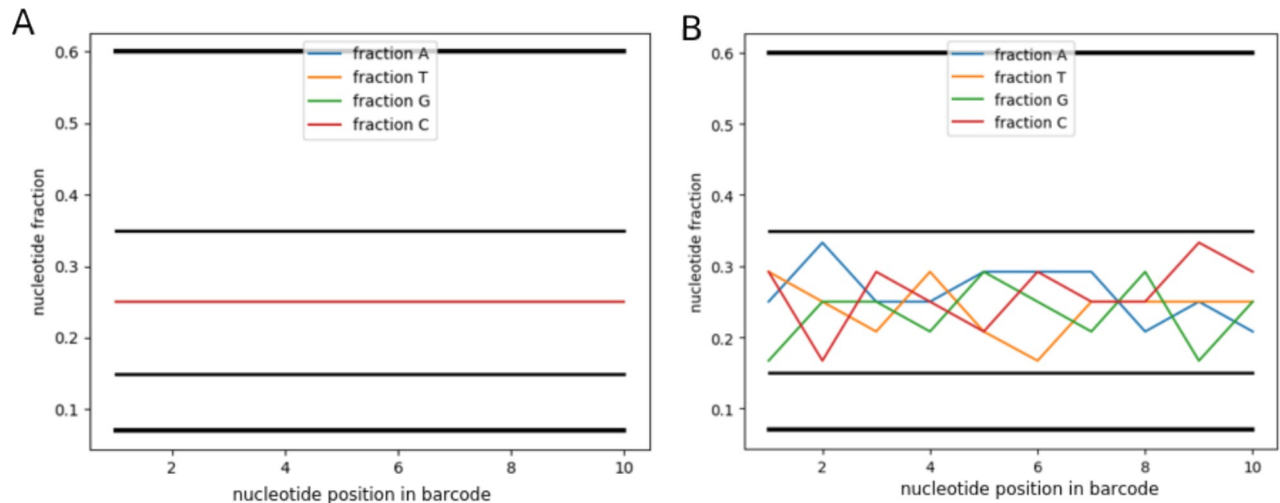 A
0.6
0.5
0.4
0.3
0.2
0.1
nucleotide fraction
fraction A
fraction T
fraction G
fraction C
2
4
6
8
10
nucleotide position in barcode
B
0.6
0.5
0.4
0.3
0.2
0.1
nucleotide fraction
fraction A
fraction T
fraction G
fraction C
2
4
6
8
10
nucleotide position in barcode